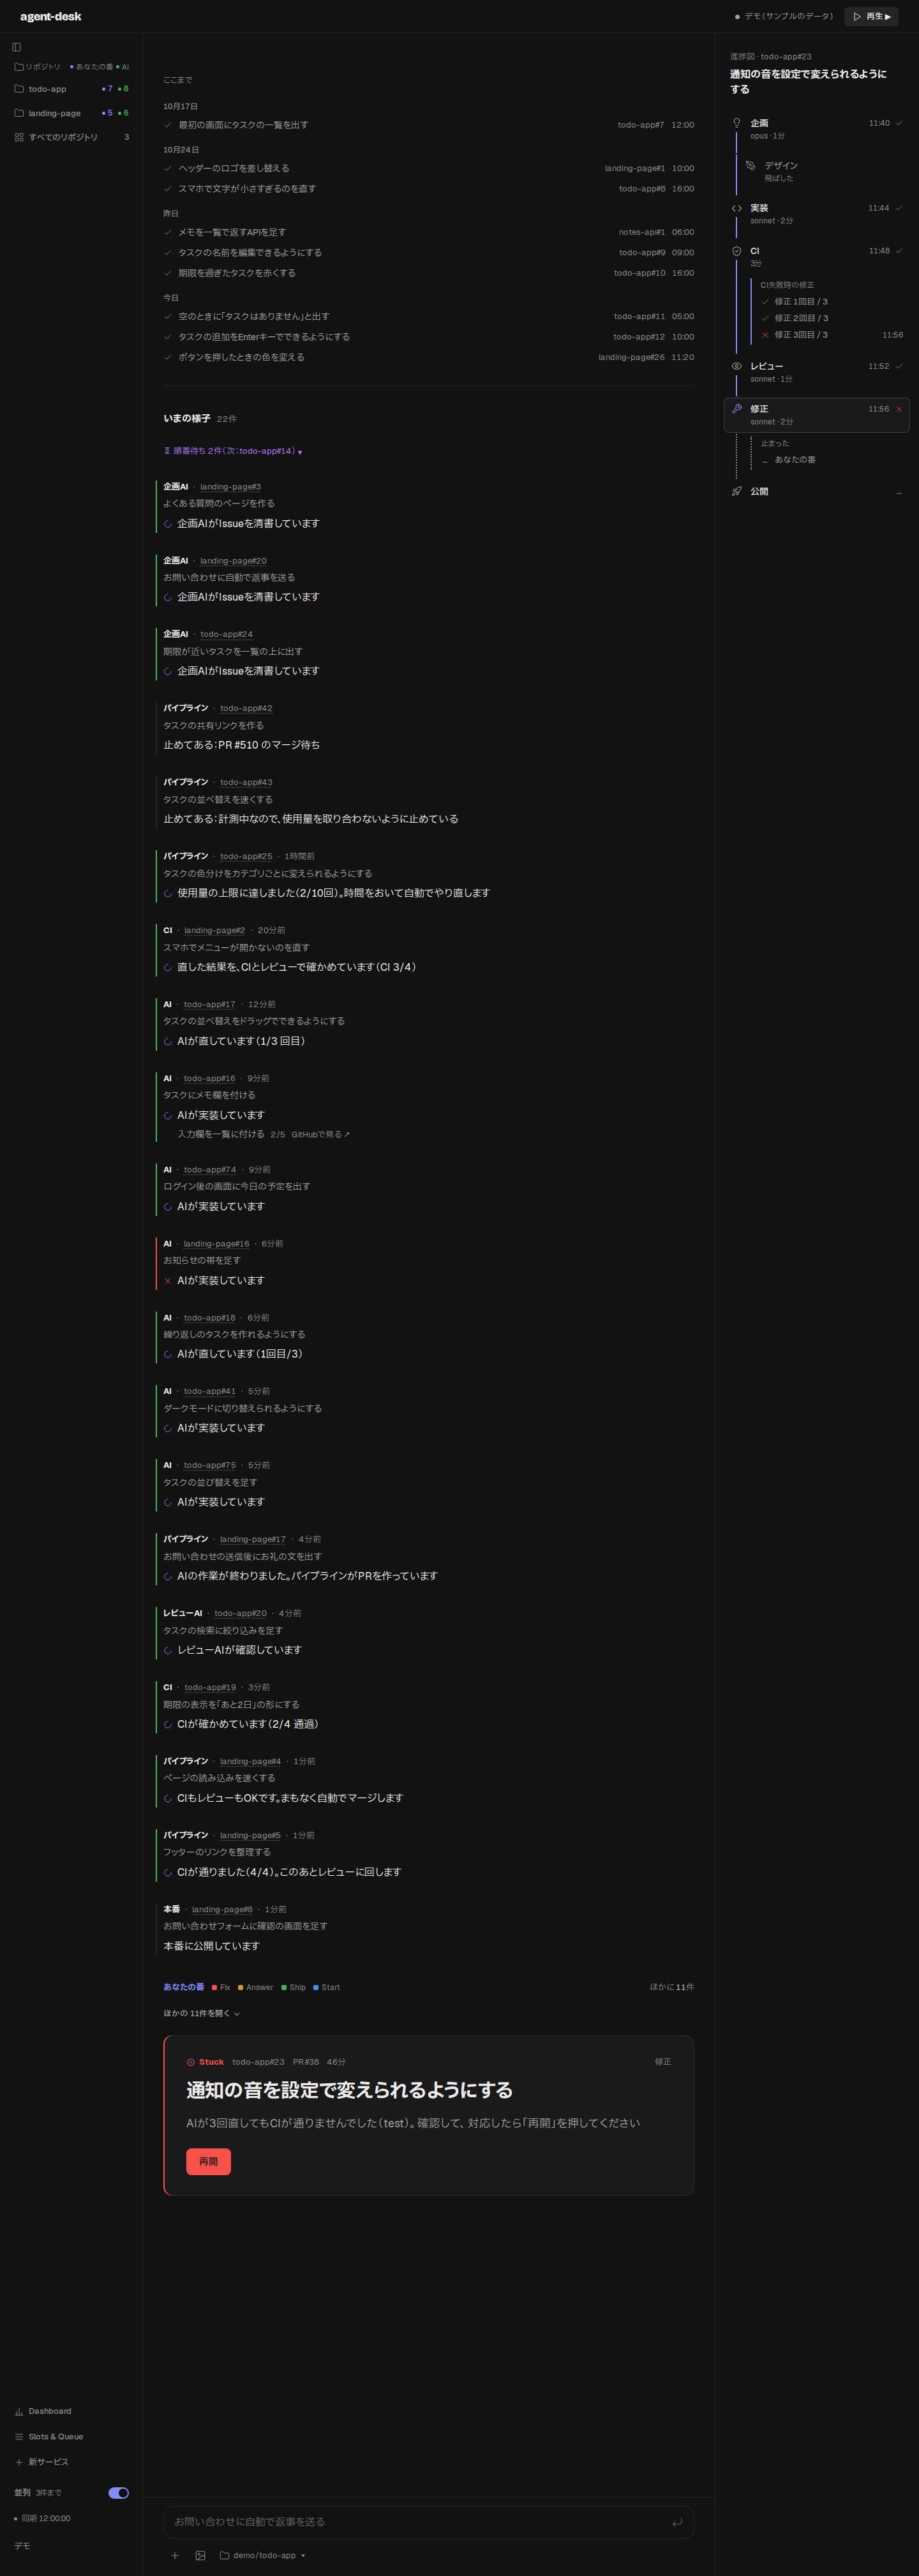 agent-desk
デモ（サンプルのデータ）
再生 ▶
リポジトリ あなたの番 AI
todo-app 7 8
landing-page 5 6
すべてのリポジトリ 3
ここまで
10月17日
最初の画面にタスクの一覧を出す todo-app#7 12:00
10月24日
ヘッダーのロゴを差し替える landing-page#1 10:00
スマホで文字が小さすぎるのを直す todo-app#8 16:00
昨日
メモを一覧で返すAPIを足す notes-api#1 06:00
タスクの名前を編集できるようにする todo-app#9 09:00
期限を過ぎたタスクを赤くする todo-app#10 16:00
今日
空のときに「タスクはありません」と出す todo-app#11 05:00
タスクの追加をEnterキーでできるようにする todo-app#12 10:00
ボタンを押したときの色を変える landing-page#26 11:20
いまの様子 22件
順番待ち 2件（次：todo-app#14） ▼
企画AI · landing-page#3
よくある質問のページを作る
企画AIがIssueを清書しています
企画AI · landing-page#20
お問い合わせに自動で返事を送る
企画AIがIssueを清書しています
企画AI · todo-app#24
期限が近いタスクを一覧の上に出す
企画AIがIssueを清書しています
パイプライン · todo-app#42
タスクの共有リンクを作る
止めてある：PR #510 のマージ待ち
パイプライン · todo-app#43
タスクの並べ替えを速くする
止めてある：計測中なので、使用量を取り合わないように止めている
パイプライン · todo-app#25 · 1時間前
タスクの色分けをカテゴリごとに変えられるようにする
使用量の上限に達しました（2/10回）。時間をおいて自動でやり直します
CI · landing-page#2 · 20分前
スマホでメニューが開かないのを直す
直した結果を、CIとレビューで確かめています（CI 3/4）
AI · todo-app#17 · 12分前
タスクの並べ替えをドラッグでできるようにする
AIが直しています（1/3 回目）
AI · todo-app#16 · 9分前
タスクにメモ欄を付ける
AIが実装しています
入力欄を一覧に付ける 2/5 GitHubで見る ↗
AI · todo-app#74 · 9分前
ログイン後の画面に今日の予定を出す
AIが実装しています
AI · landing-page#16 · 6分前
お知らせの帯を足す
AIが実装しています
AI · todo-app#18 · 6分前
繰り返しのタスクを作れるようにする
AIが直しています（1回目/3）
AI · todo-app#41 · 5分前
ダークモードに切り替えられるようにする
AIが実装しています
AI · todo-app#75 · 5分前
タスクの並び替えを足す
AIが実装しています
パイプライン · landing-page#17 · 4分前
お問い合わせの送信後にお礼の文を出す
AIの作業が終わりました。パイプラインがPRを作っています
レビューAI · todo-app#20 · 4分前
タスクの検索に絞り込みを足す
レビューAIが確認しています
CI · todo-app#19 · 3分前
期限の表示を「あと2日」の形にする
CIが確かめています（2/4 通過）
パイプライン · landing-page#4 · 1分前
ページの読み込みを速くする
CIもレビューもOKです。まもなく自動でマージします
パイプライン · landing-page#5 · 1分前
フッターのリンクを整理する
CIが通りました（4/4）。このあとレビューに回します
本番 · landing-page#8 · 1分前
お問い合わせフォームに確認の画面を足す
本番に公開しています
あなたの番 Fix Answer Ship Start ほかに 11件
ほかの 11件を開く
Stuck todo-app#23 PR #38 46分 修正
通知の音を設定で変えられるようにする
AIが3回直してもCIが通りませんでした（test）。確認して、対応したら「再開」を押してください
再開
お問い合わせに自動で返事を送る
demo/todo-app
Dashboard
Slots & Queue
新サービス
並列 3件まで
同期 12:00:00
デモ
進捗図 · todo-app#23
通知の音を設定で変えられるように
する
企画 11:40
opus · 1分
デザイン
飛ばした
実装 11:44
sonnet · 2分
CI 11:48
3分
CI失敗時の修正
修正 1回目 / 3
修正 2回目 / 3
修正 3回目 / 3 11:56
レビュー 11:52
sonnet · 1分
修正 11:56
sonnet · 2分
止まった
… あなたの番
公開 …